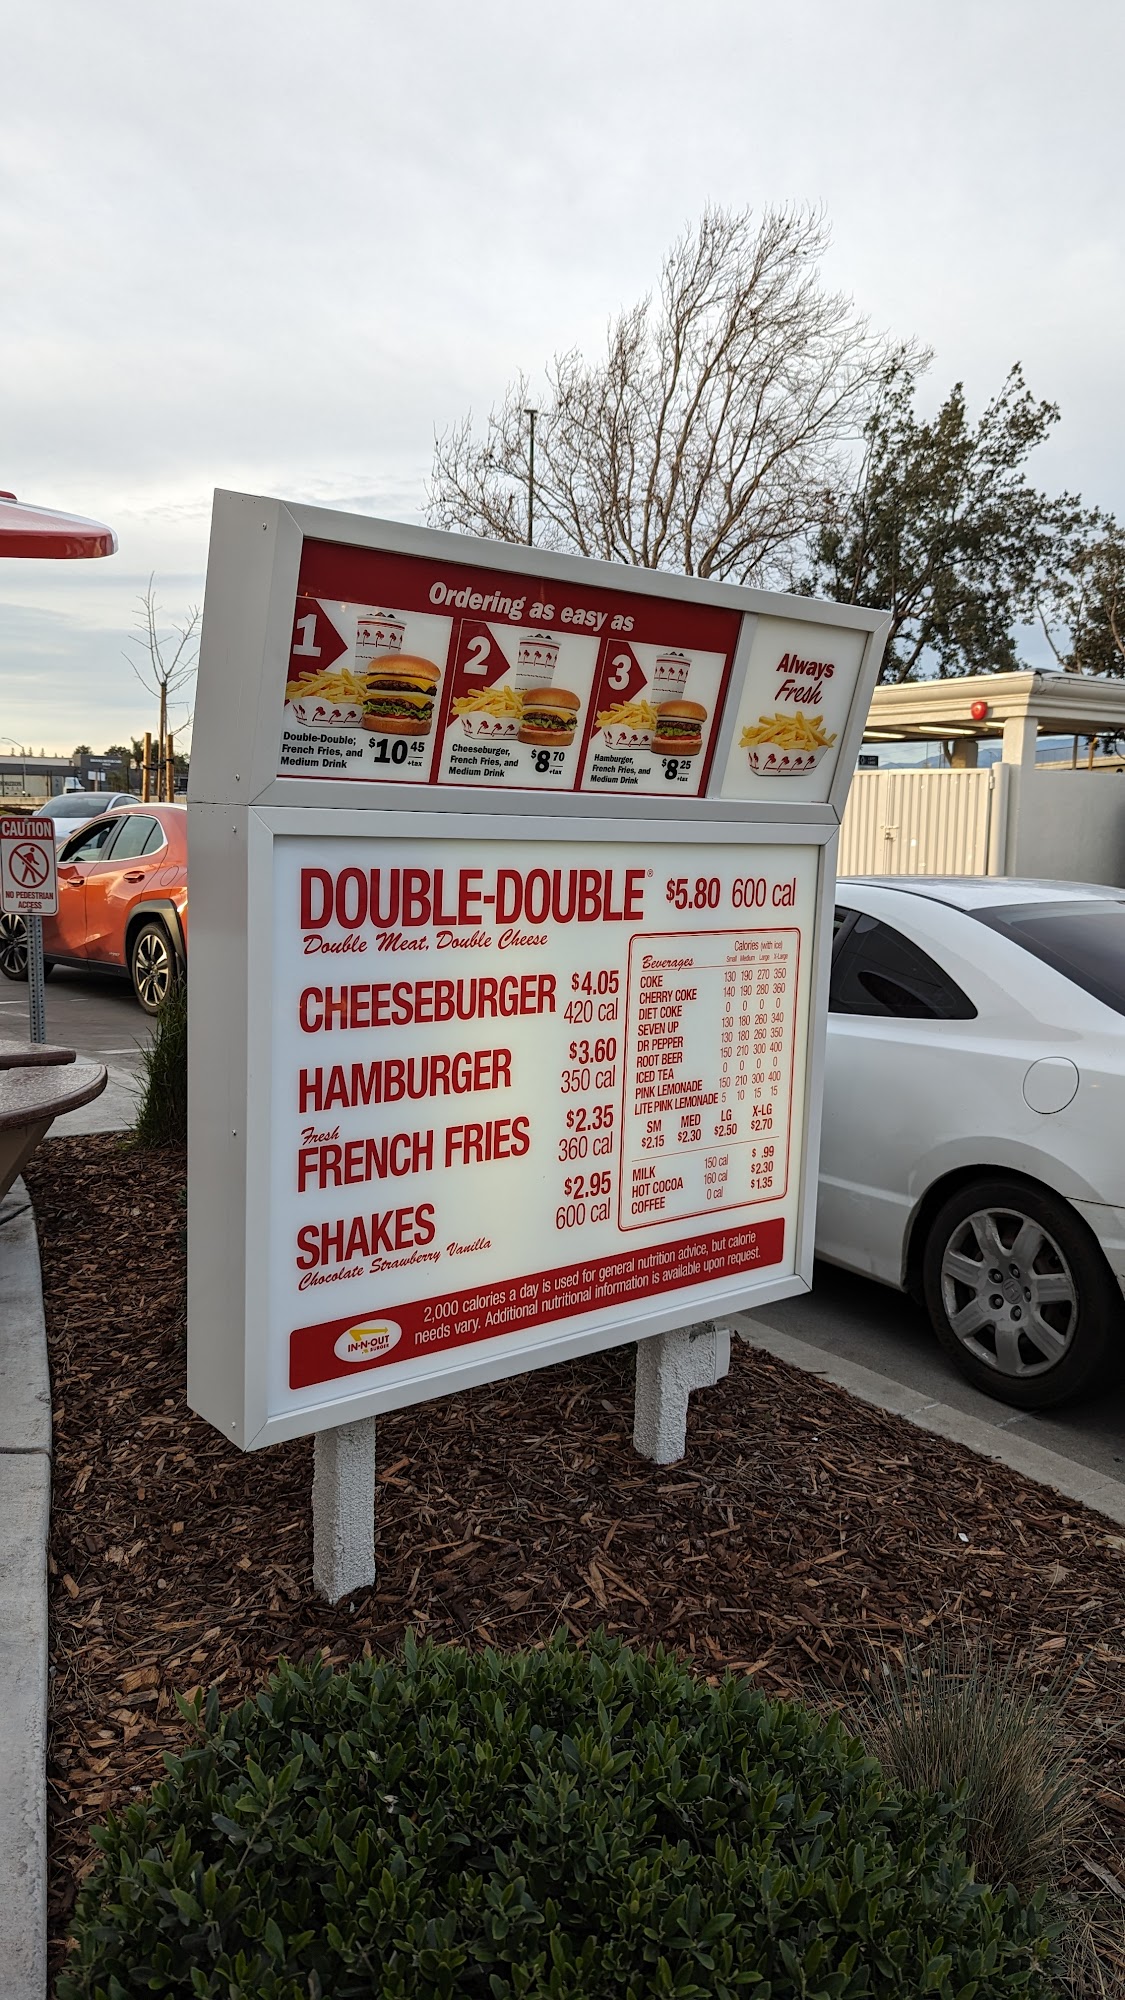 Ordering as easy as
1
Double-Double,
French Fries, and
Medium Drink
$10 45
+tax
2
Cheeseburger,
French Fries, and
Medium Drink
$8 70
+tax
3
Hamburger,
French Fries, and
Medium Drink
$8 25
+tax
Always
Fresh
DOUBLE-DOUBLE® $5.80 600 cal
Double Meat, Double Cheese
CHEESEBURGER $4.05
420 cal
HAMBURGER $3.60
350 cal
Fresh
FRENCH FRIES $2.35
360 cal
SHAKES $2.95
600 cal
Chocolate Strawberry Vanilla
Calories (with ice)
Beverages Small Medium Large X-Large
COKE 130 190 270 350
CHERRY COKE 140 190 280 360
DIET COKE 0 0 0 0
SEVEN UP 130 180 260 340
DR PEPPER 130 180 260 350
ROOT BEER 150 210 300 400
ICED TEA 0 0 0 0
PINK LEMONADE 150 210 300 400
LITE PINK LEMONADE 5 10 15 15
SM MED LG X-LG
$2.15 $2.30 $2.50 $2.70
MILK 150 cal $ .99
HOT COCOA 160 cal $2.30
COFFEE 0 cal $1.35
2,000 calories a day is used for general nutrition advice, but calorie
needs vary. Additional nutritional information is available upon request.
IN-N-OUT
BURGER
CAUTION
NO PEDESTRIAN
ACCESS